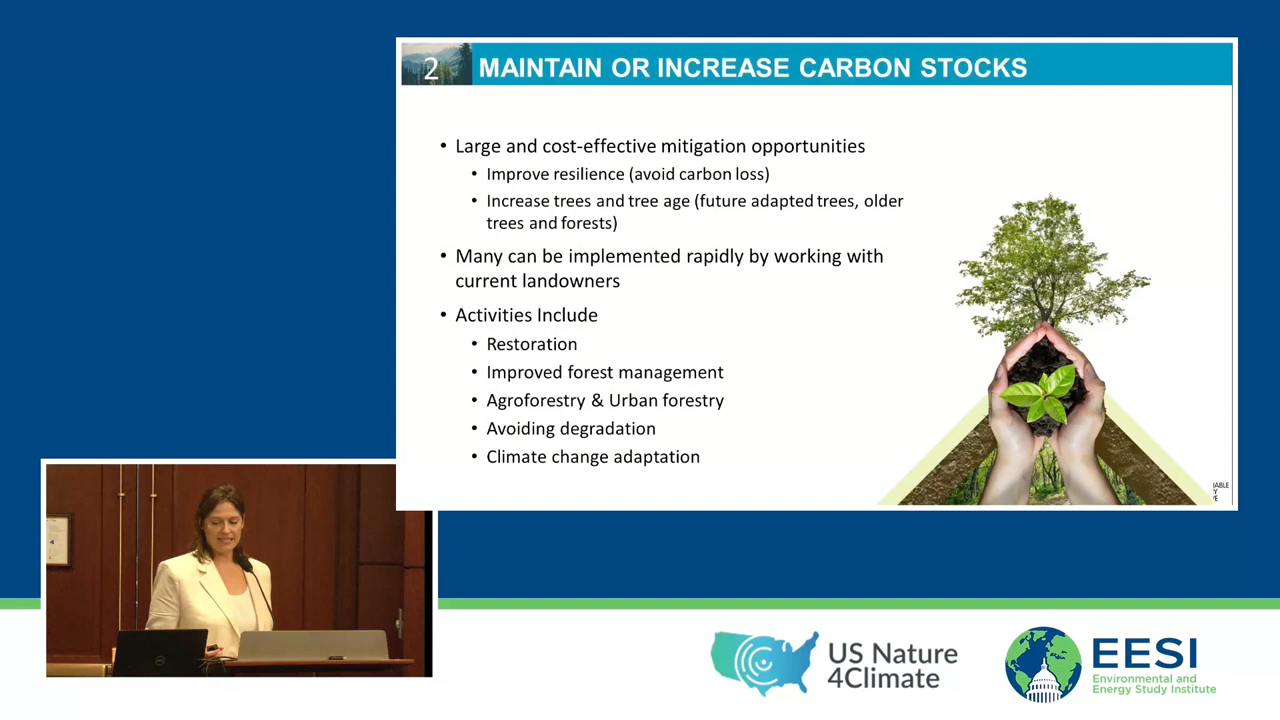 2
MAINTAIN OR INCREASE CARBON STOCKS
• Large and cost-effective mitigation opportunities
• Improve resilience (avoid carbon loss)
• Increase trees and tree age (future adapted trees, older
trees and forests)
• Many can be implemented rapidly by working with
current landowners
• Activities Include
• Restoration
• Improved forest management
• Agroforestry & Urban forestry
• Avoiding degradation
• Climate change adaptation
US Nature
4Climate
EESI
Environmental and
Energy Study Institute